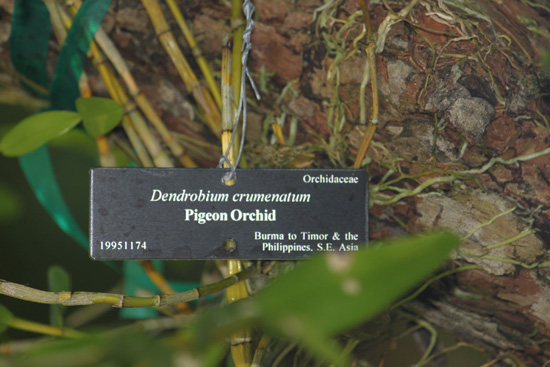 Orchidaceae
Dendrobium crumenatum
Pigeon Orchid
19951174
Burma to Timor & the
Philippines, S.E. Asia